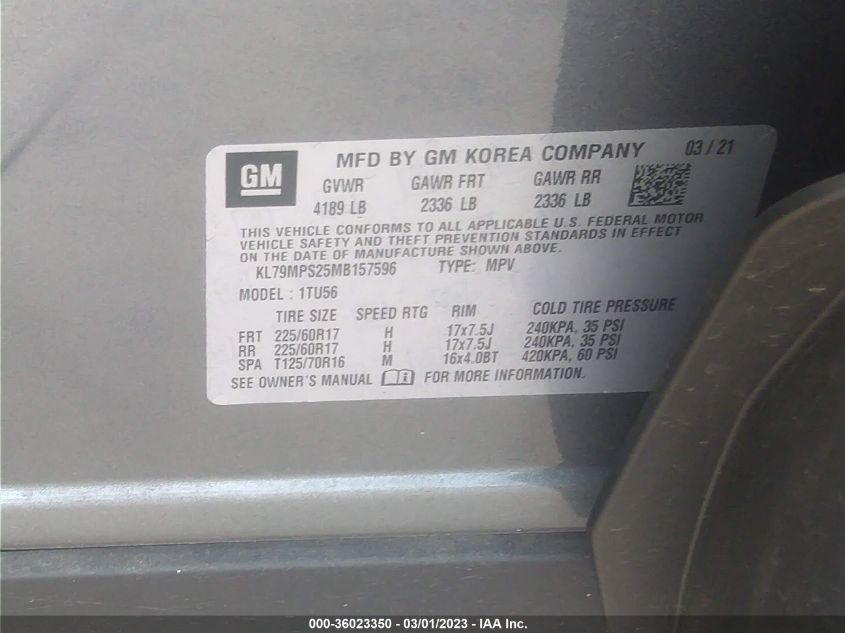 GM
MFD BY GM KOREA COMPANY 03 / 21
GVWR GAWR FRT GAWR RR
4189 LB 2336 LB 2336 LB
THIS VEHICLE CONFORMS TO ALL APPLICABLE U.S. FEDERAL MOTOR
VEHICLE SAFETY AND THEFT PREVENTION STANDARDS IN EFFECT
ON THE DATE OF MANUFACTURE SHOWN ABOVE.
KL79MPS25MB157596 TYPE: MPV
MODEL : 1TU56
TIRE SIZE SPEED RTG RIM COLD TIRE PRESSURE
FRT 225/60R17 H 17x7.5J 240KPA, 35 PSI
RR 225/60R17 H 17x7.5J 240KPA, 35 PSI
SPA T125/70R16 M 16x4.0BT 420KPA, 60 PSI
SEE OWNER'S MANUAL FOR MORE INFORMATION.
000-36023350 - 03/01/2023 - IAA Inc.